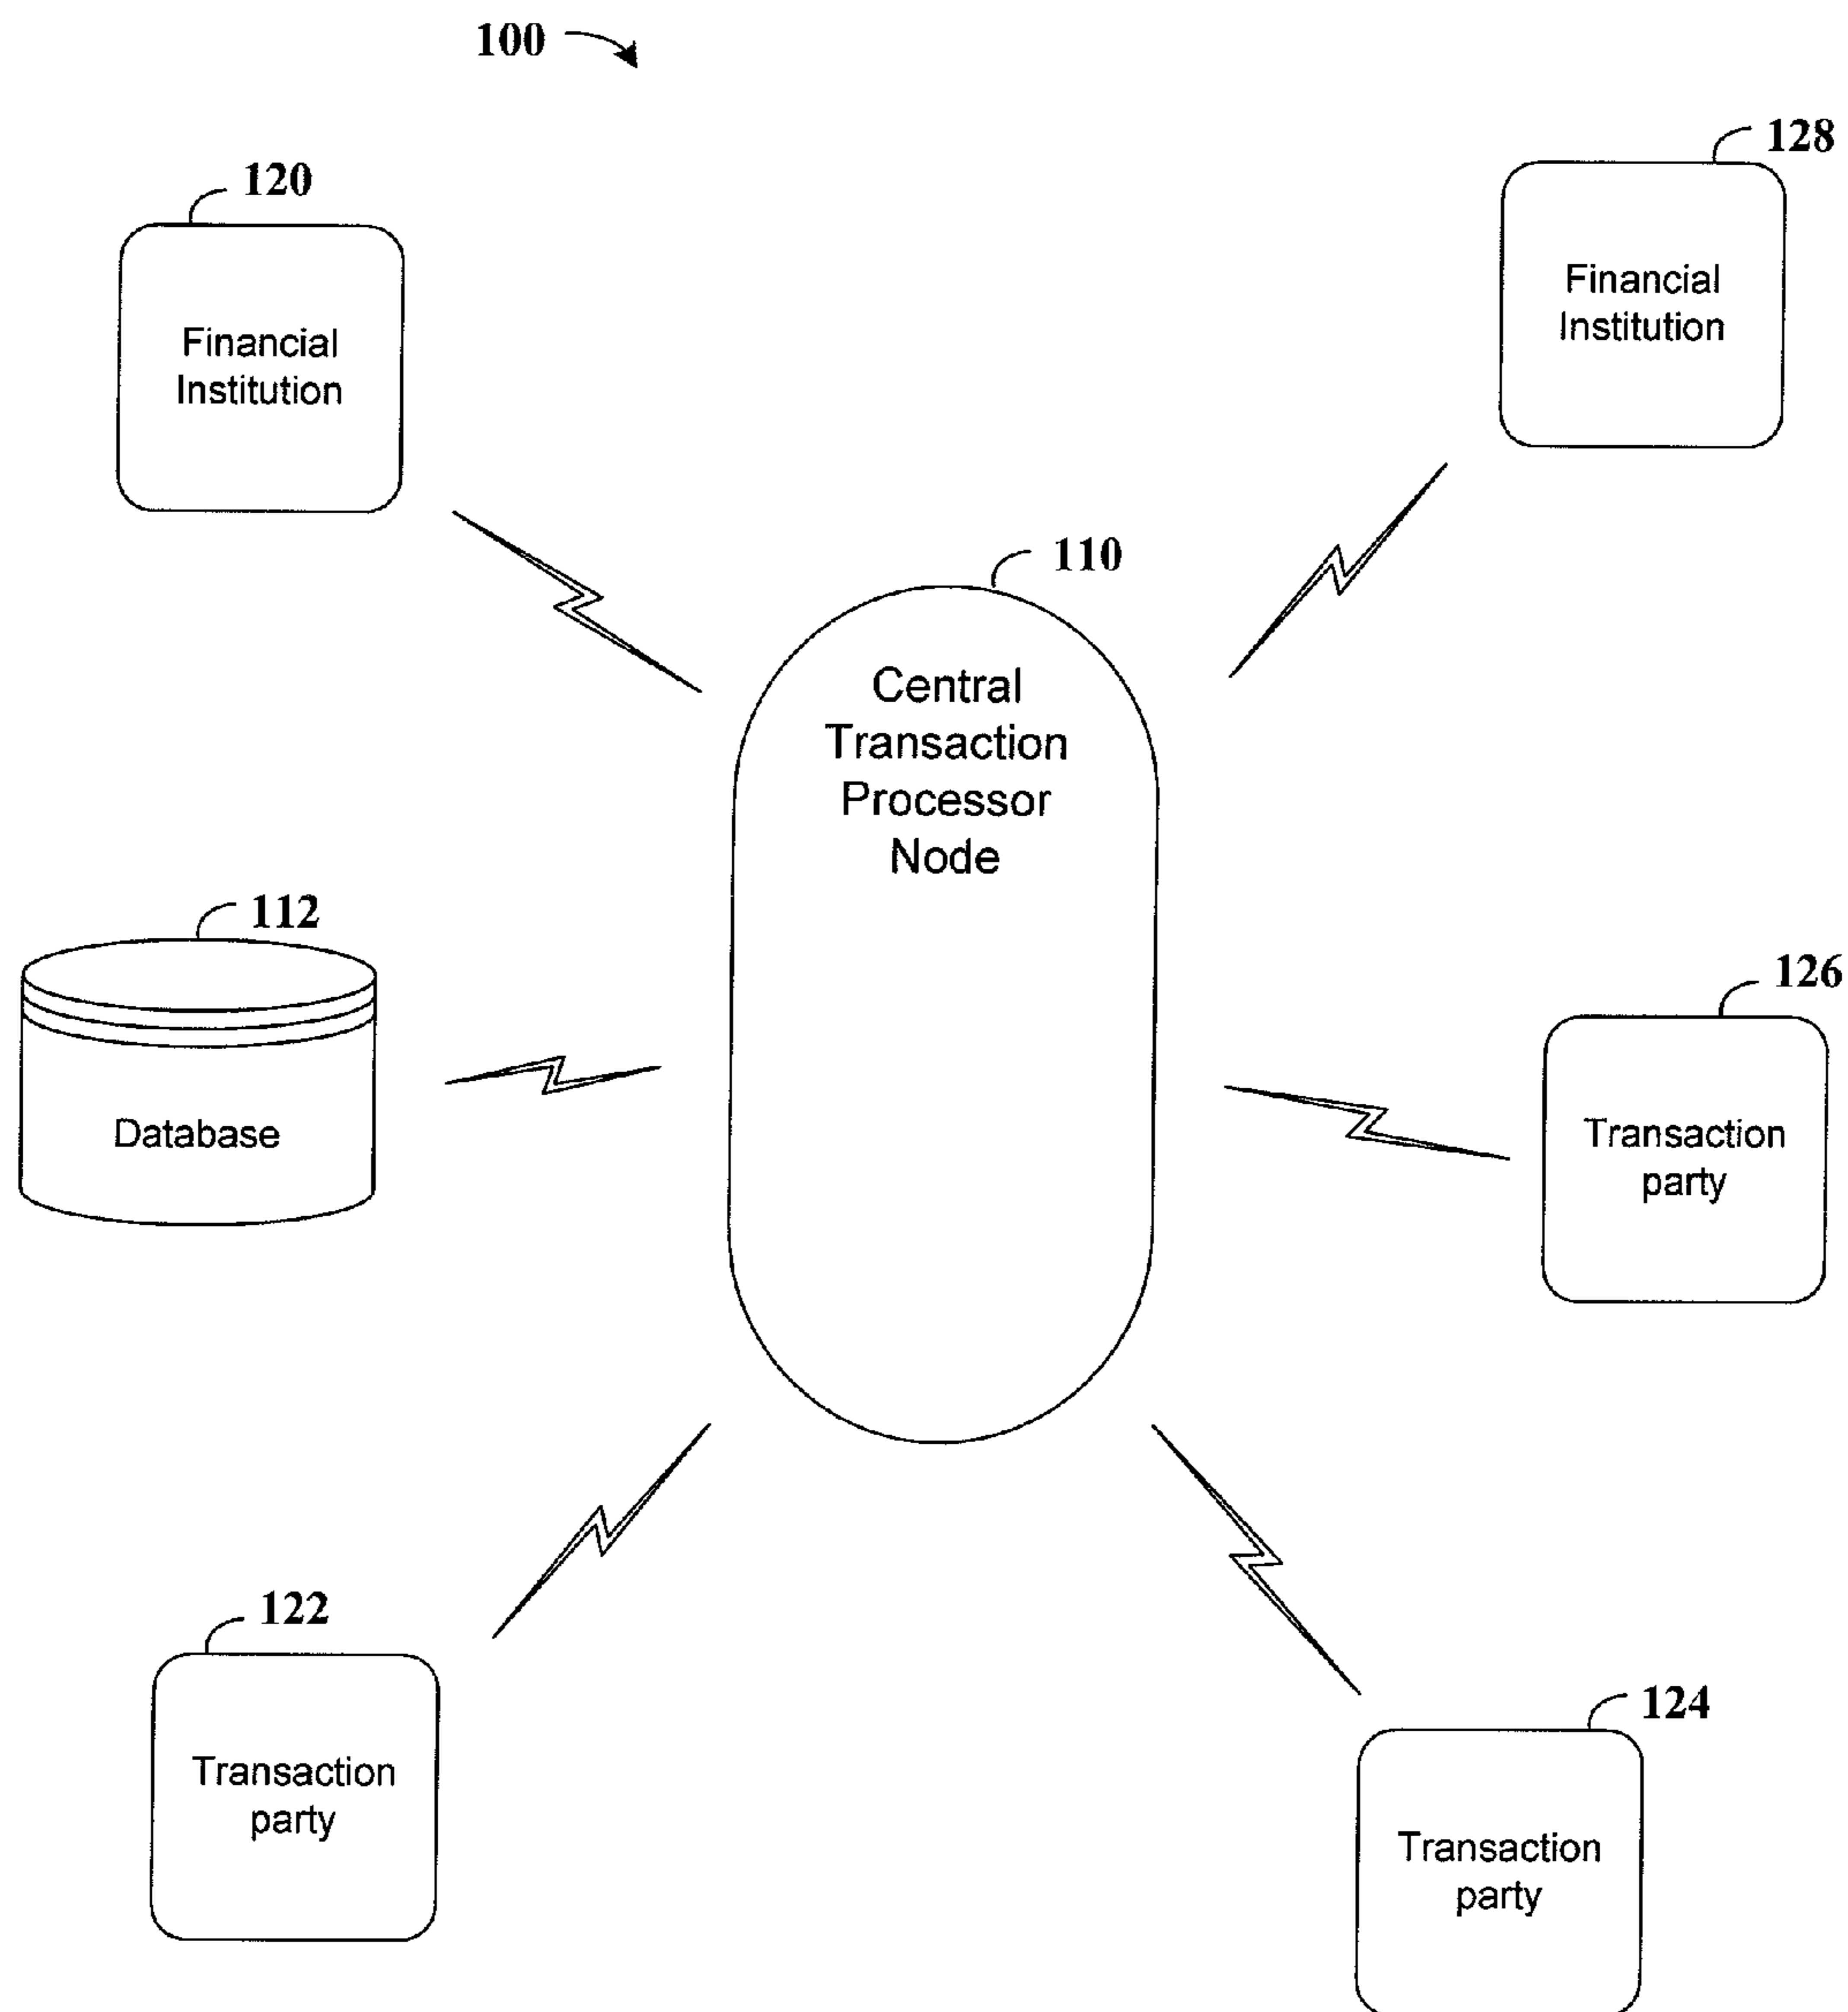 100
128
120
Financial
Institution
Financial
Institution
110
Central
Transaction
Processor
Node
112
Database
126
Transaction
party
122
Transaction
party
124
Transaction
party